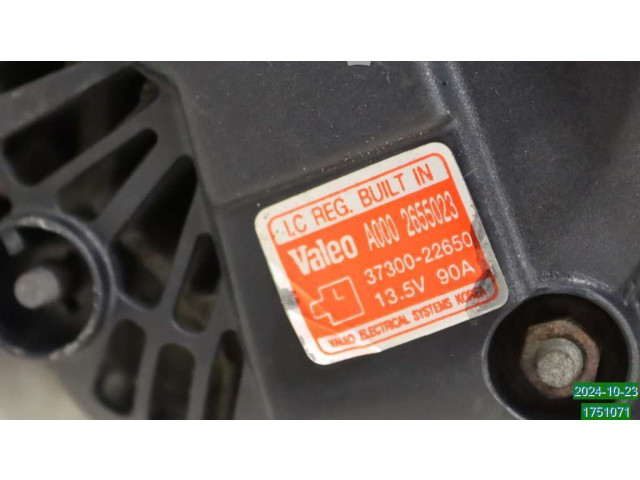 I.C REG. BUILT IN
Valeo A000 2655023
37300-22650
13.5V 90A
VALEO ELECTRICAL SYSTEMS KOREA
2024-10-23
1751071